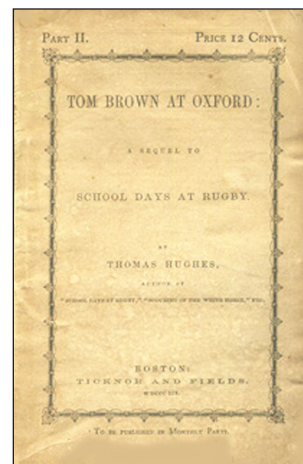 PART II. PRICE 12 CENTS.
TOM BROWN AT OXFORD:
A SEQUEL TO
SCHOOL DAYS AT RUGBY.
BY
THOMAS HUGHES,
AUTHOR OF
"SCHOOL DAYS AT RUGBY," "SCOURING OF THE WHITE HORSE," ETC.
BOSTON:
TICKNOR AND FIELDS.
TO BE PUBLISHED IN MONTHLY PARTS.